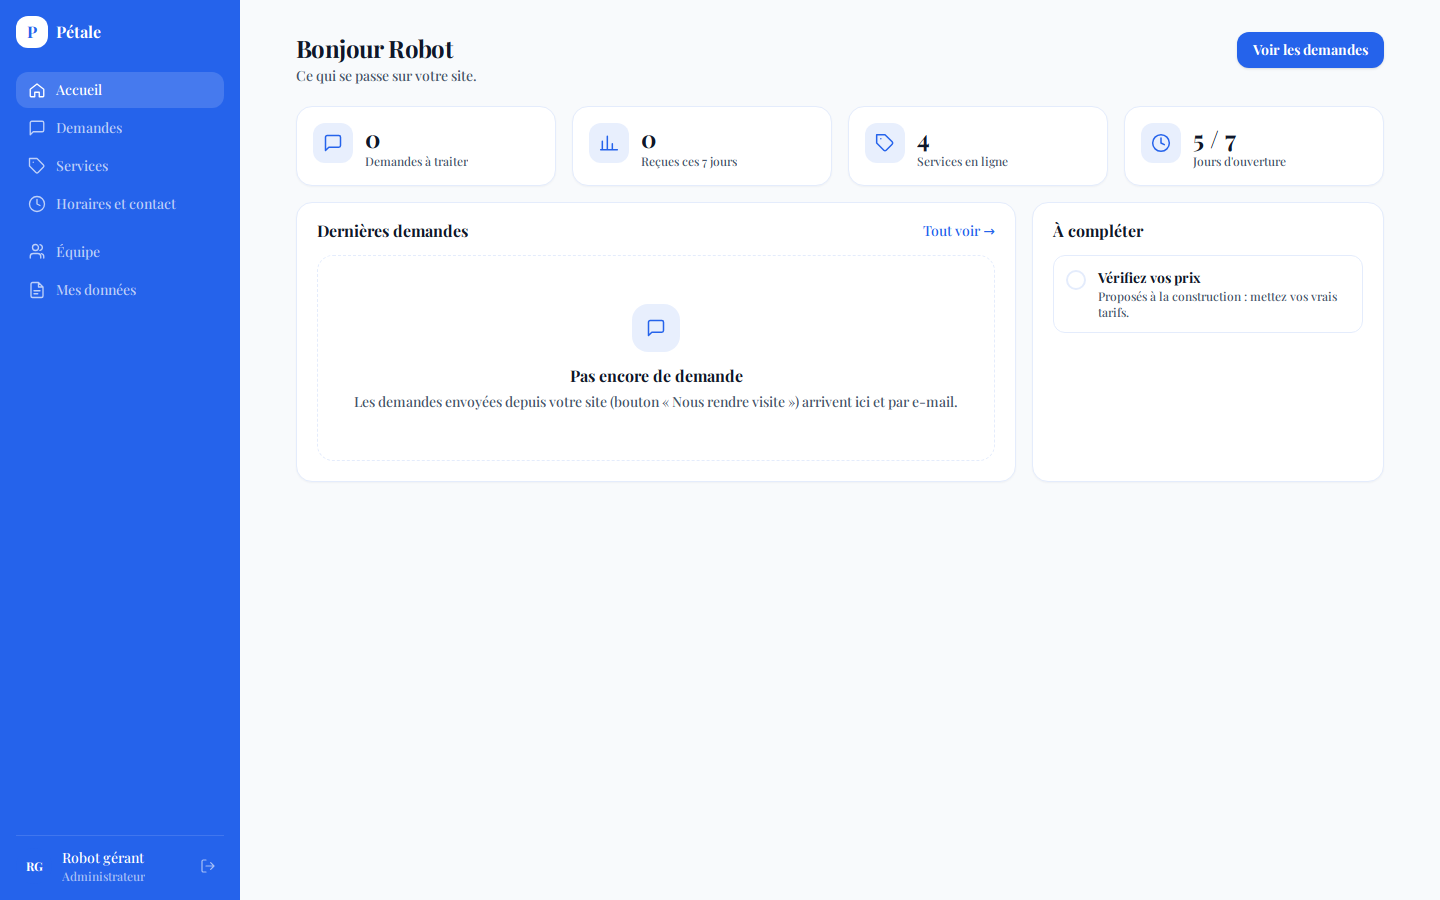 P Pétale
Accueil
Demandes
Services
Horaires et contact
Équipe
Mes données
RG
Robot gérant
Administrateur
Bonjour Robot
Ce qui se passe sur votre site.
Voir les demandes
0
Demandes à traiter
0
Reçues ces 7 jours
4
Services en ligne
5 / 7
Jours d'ouverture
Dernières demandes
Tout voir →
Pas encore de demande
Les demandes envoyées depuis votre site (bouton « Nous rendre visite ») arrivent ici et par e-mail.
À compléter
Vérifiez vos prix
Proposés à la construction : mettez vos vrais
tarifs.